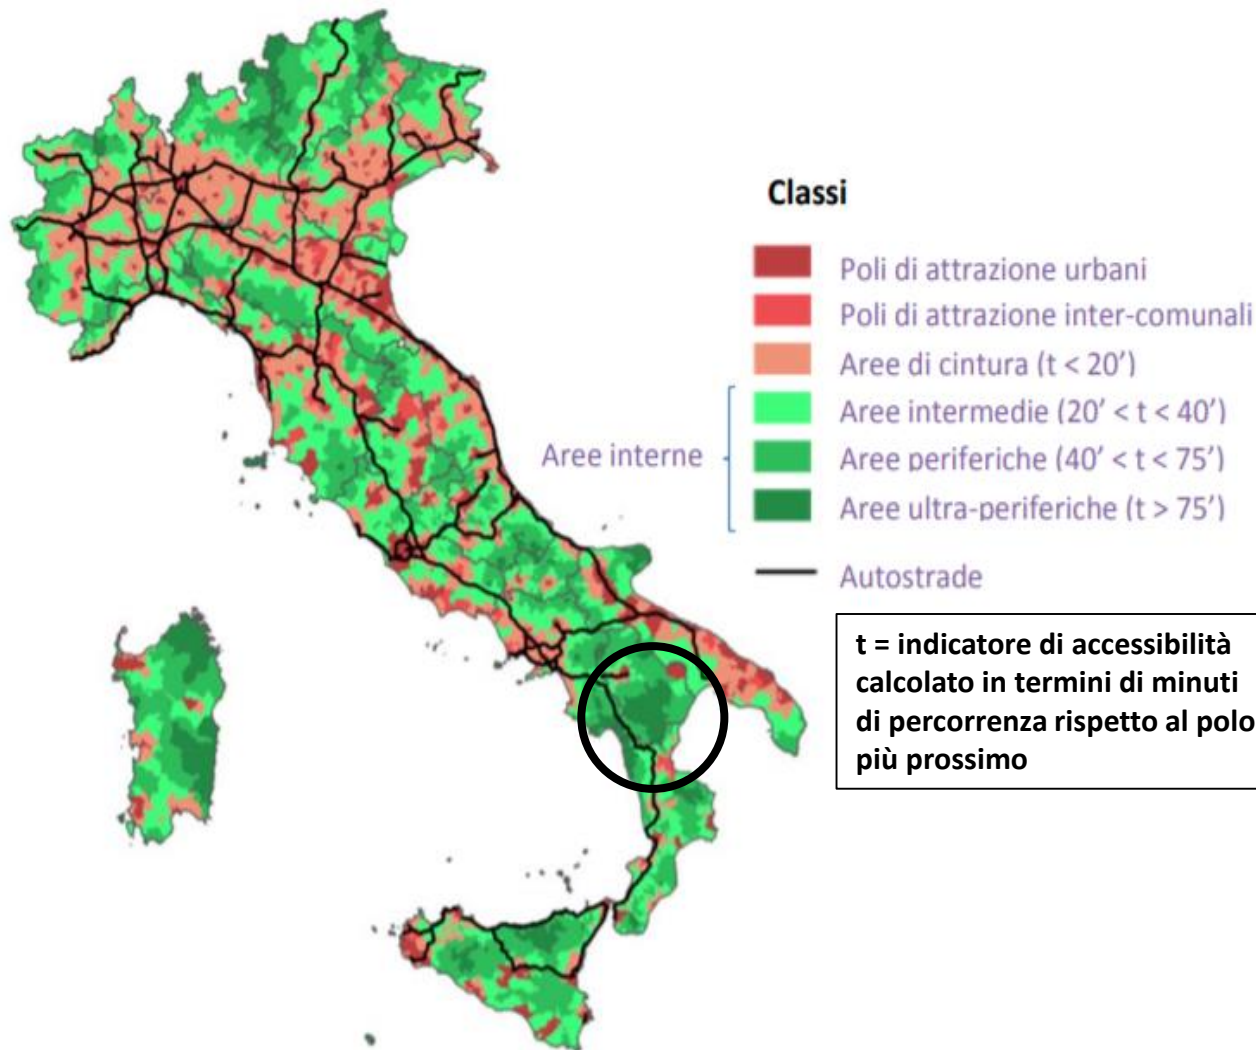 Classi
Poli di attrazione urbani
Poli di attrazione inter-comunali
Aree di cintura (t < 20')
Aree interne
Aree intermedie (20' < t < 40')
Aree periferiche (40' < t < 75')
Aree ultra-periferiche (t > 75')
Autostrade
t = indicatore di accessibilità
calcolato in termini di minuti
di percorrenza rispetto al polo
più prossimo